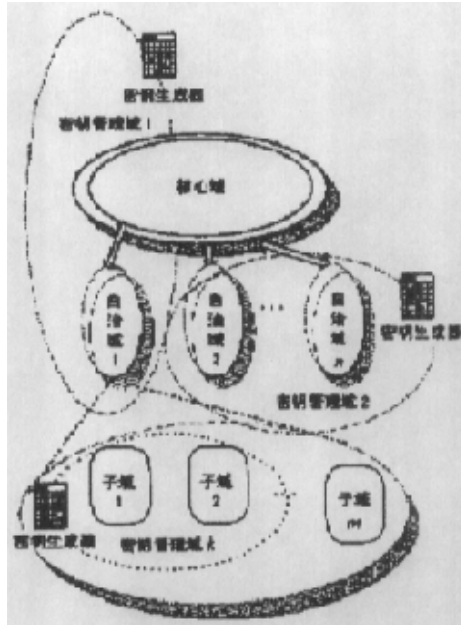 密钥生成器
密钥管理域1
核心域
自治域1
自治域2
…
自治域n
密钥生成器
密钥管理域2
子域1
子域2
…
子域m
密钥生成器
密钥管理域k